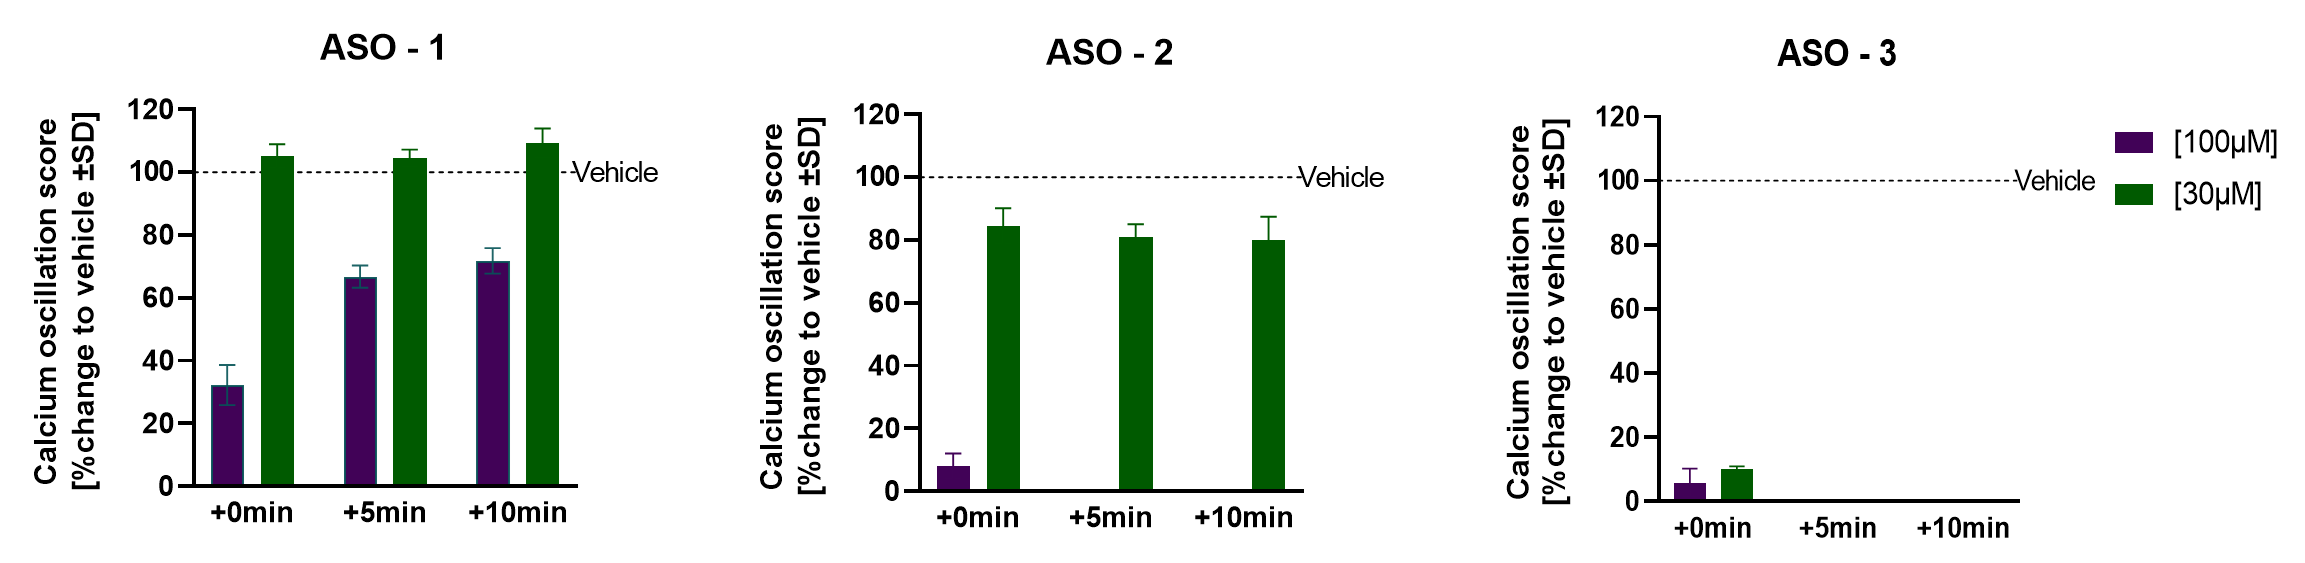 ASO - 1
Calcium oscillation score
[%change to vehicle ±SD]
120
100
80
60
40
20
0
Vehicle
+0min
+5min
+10min
ASO - 2
Calcium oscillation score
[%change to vehicle ±SD]
120
100
80
60
40
20
0
Vehicle
+0min
+5min
+10min
ASO - 3
Calcium oscillation score
[%change to vehicle ±SD]
120
100
80
60
40
20
0
Vehicle
+0min
+5min
+10min
[100µM]
[30µM]